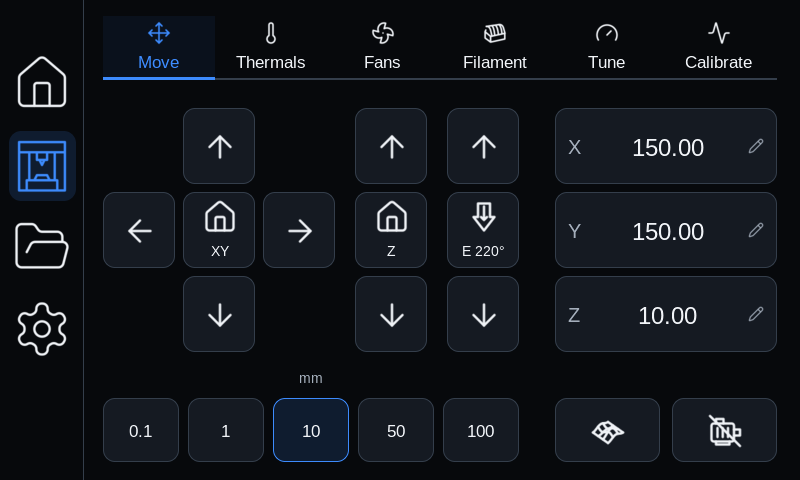 Move Thermals Fans Filament Tune Calibrate
X 150.00
XY Z E 220° Y 150.00
Z 10.00
mm
0.1 1 10 50 100